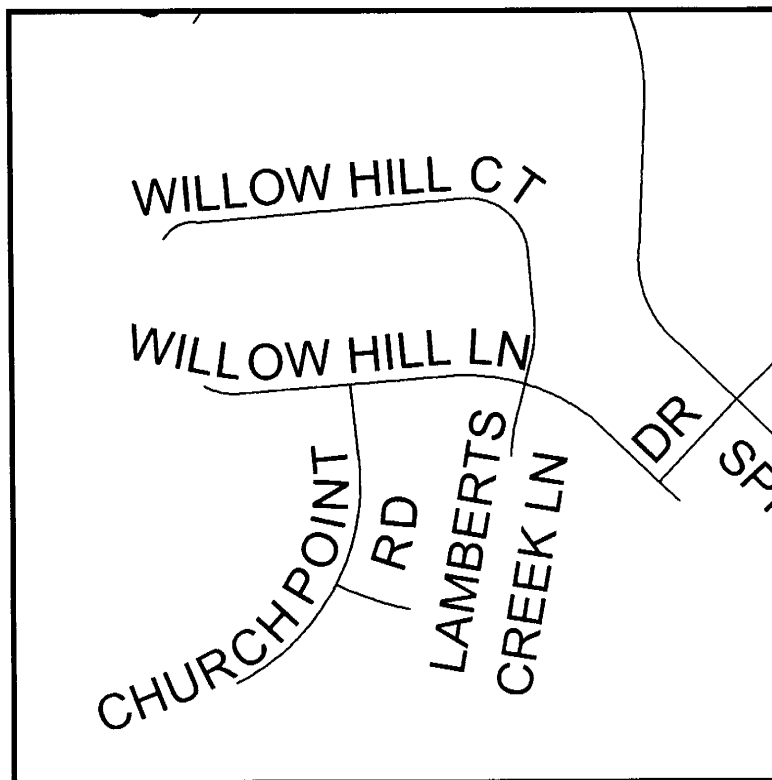 WILLOW HILL CT
WILLOW HILL LN
DR
CHURCH POINT
RD
LAMBERTS
CREEK LN